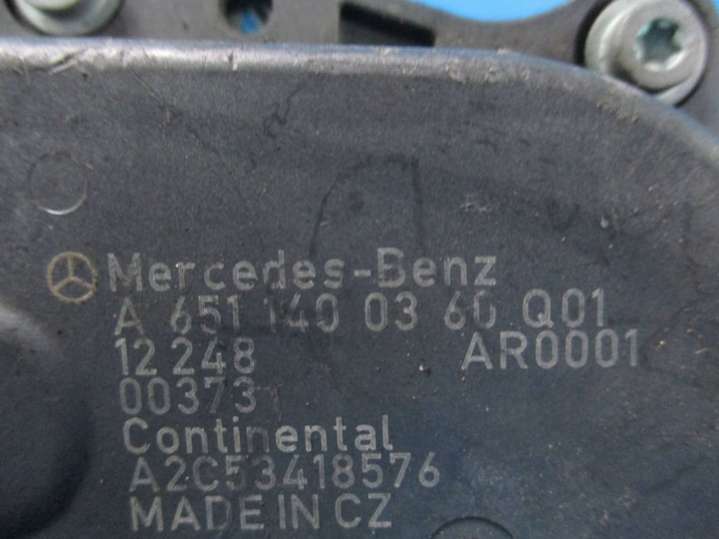 Mercedes-Benz
A 651 140 03 60 Q01
12 248 AR0001
00373
Continental
A2C53418576
MADE IN CZ